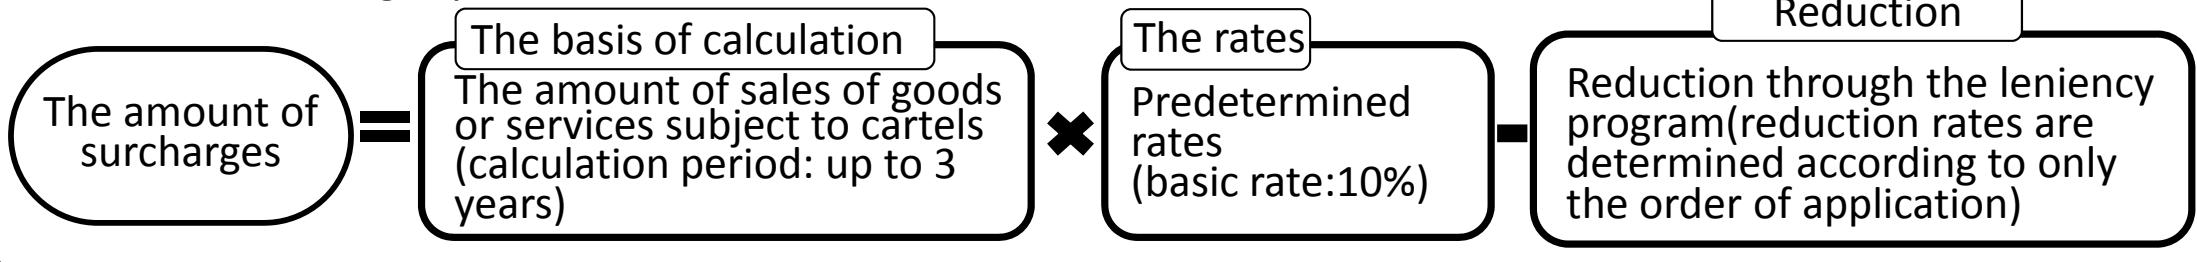 The amount of
surcharges
=
The basis of calculation
The amount of sales of goods
or services subject to cartels
(calculation period: up to 3
years)
×
The rates
Predetermined
rates
(basic rate:10%)
-
Reduction
Reduction through the leniency
program(reduction rates are
determined according to only
the order of application)